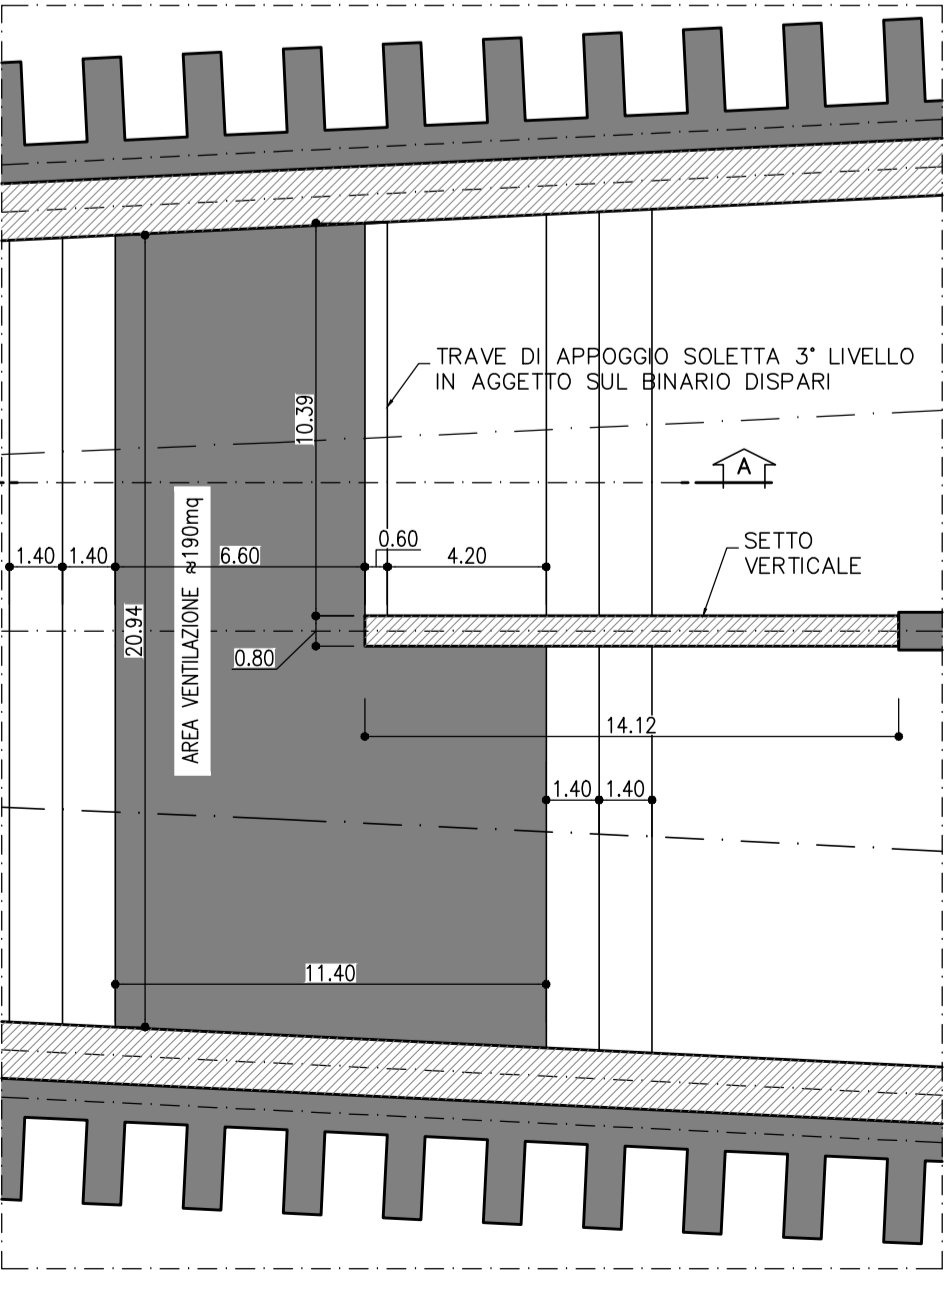 TRAVE DI APPOGGIO SOLETTA 3° LIVELLO
IN AGGETTO SUL BINARIO DISPARI
10.39
A
AREA VENTILAZIONE ≈190mq
1.40
1.40
6.60
0.60
4.20
SETTO
VERTICALE
20.94
0.80
14.12
1.40
1.40
11.40